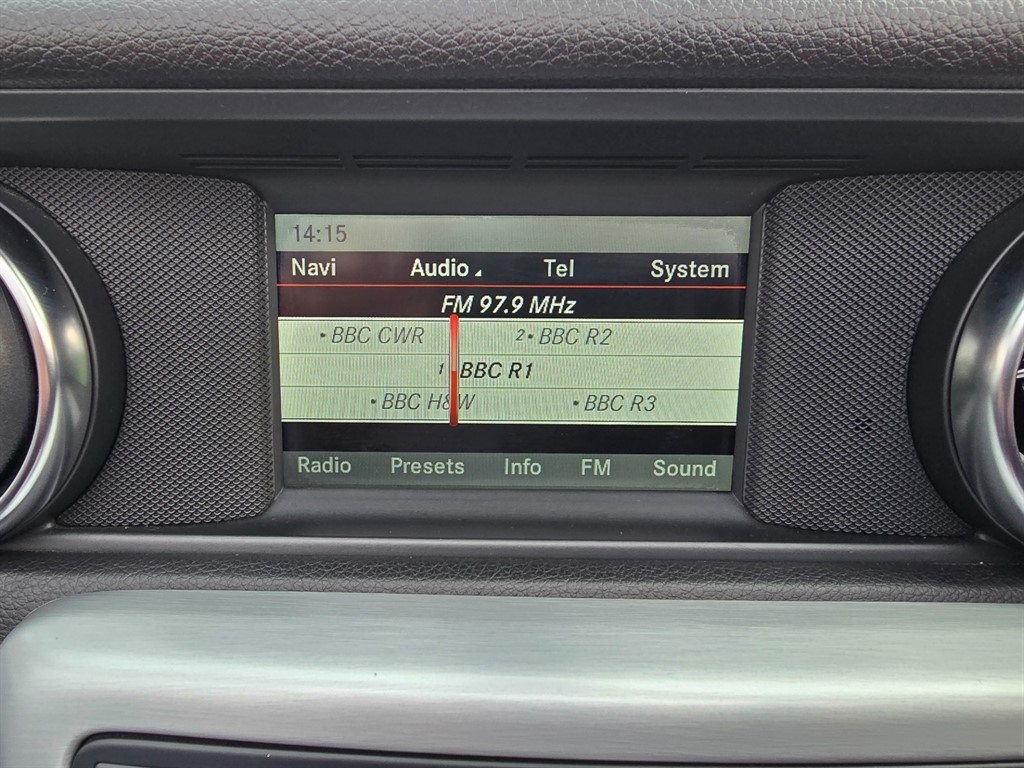 14:15
Navi Audio Tel System
FM 97.9 MHz
• BBC CWR 2 • BBC R2
1 BBC R1
• BBC H&W • BBC R3
Radio Presets Info FM Sound